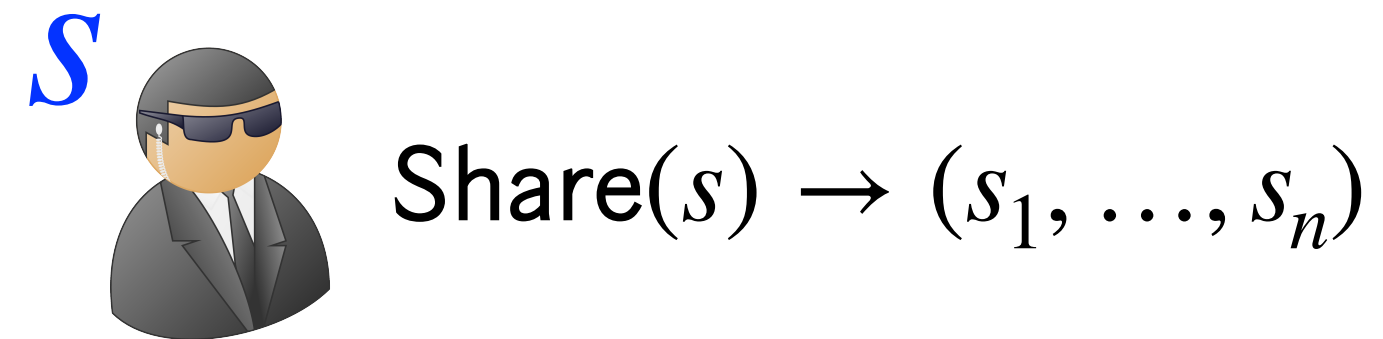 s
Share(s) → (s₁, …, sₙ)